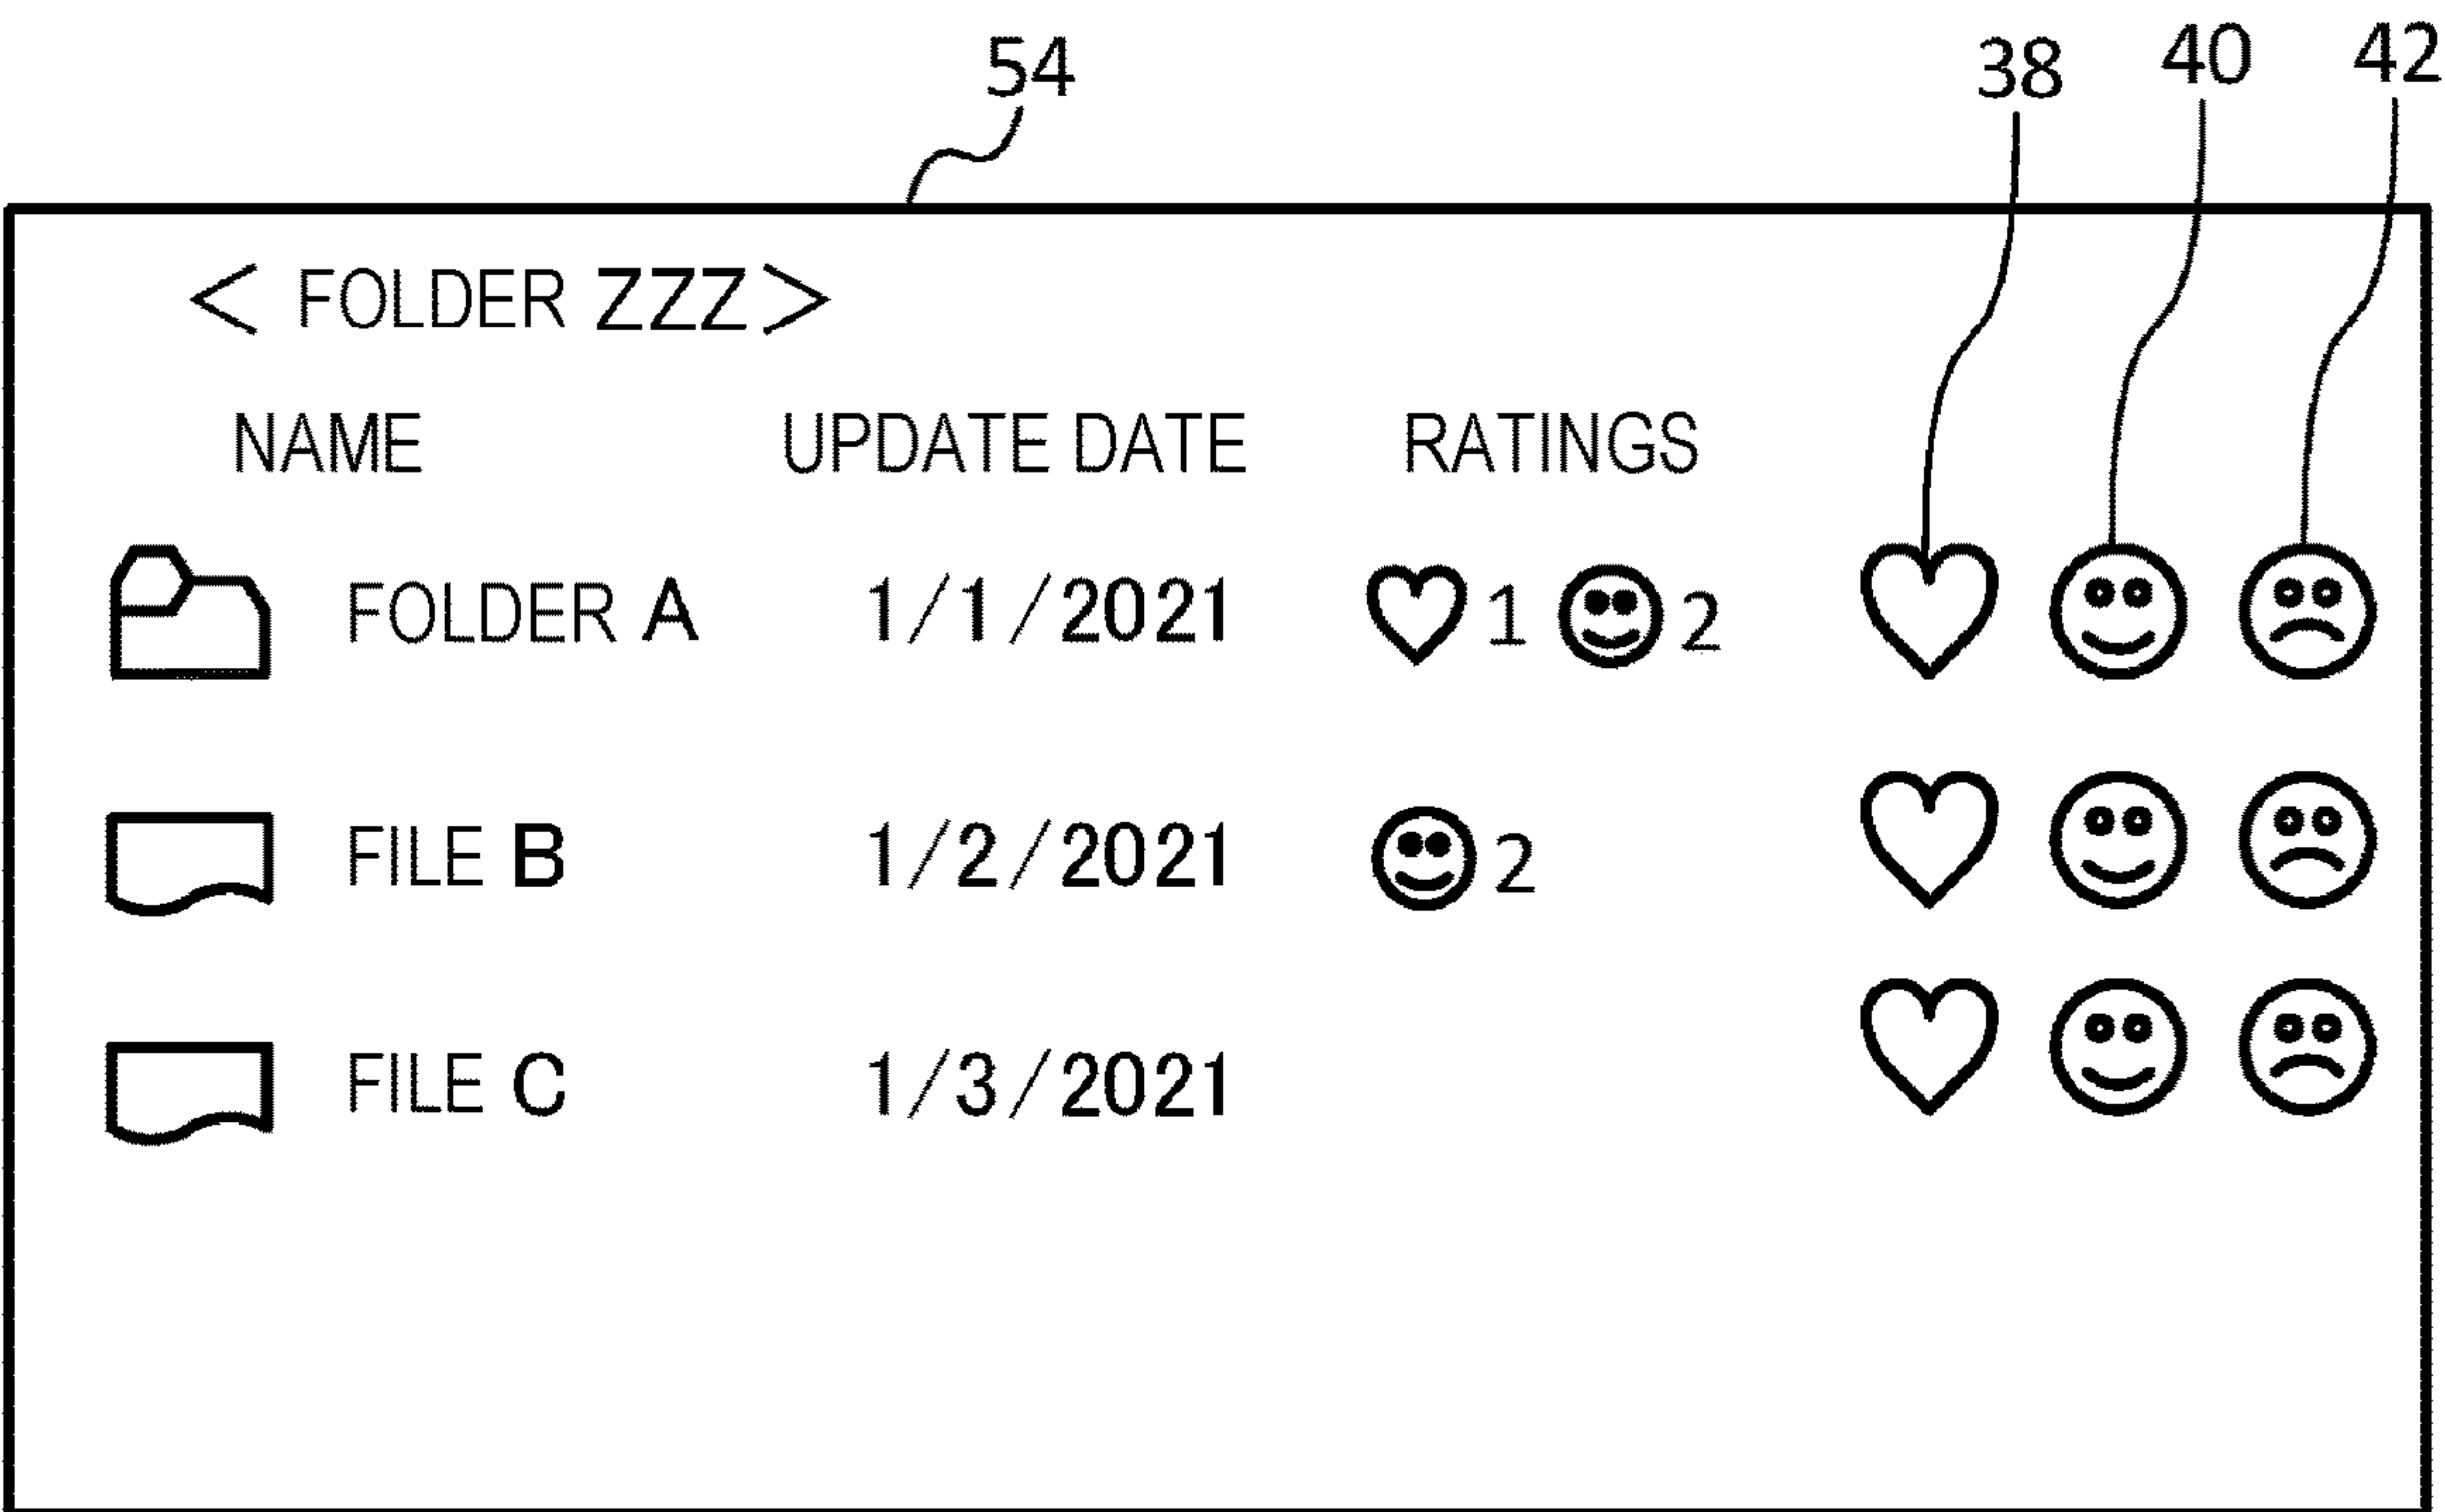 54 38 40 42
< FOLDER ZZZ >
NAME UPDATE DATE RATINGS
FOLDER A 1/1/2021 1 2
FILE B 1/2/2021 2
FILE C 1/3/2021